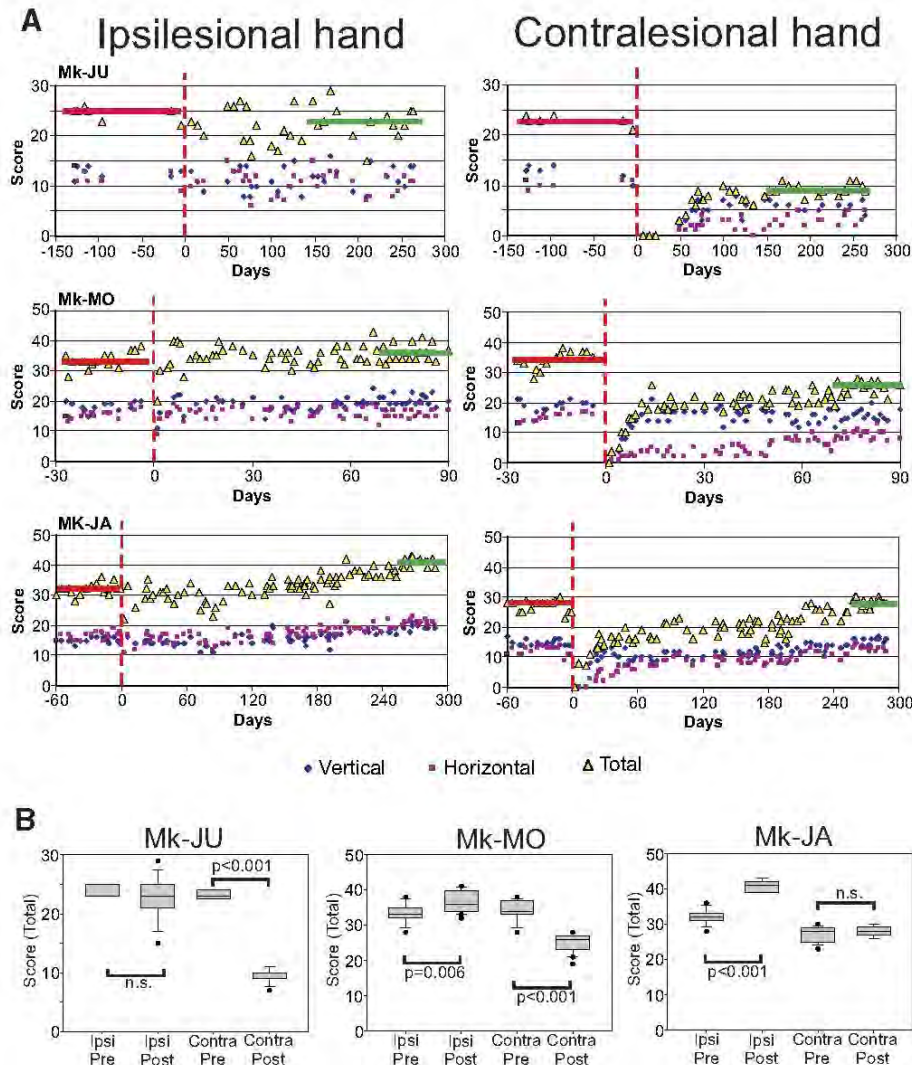 A
Ipsilesional hand
Contralesional hand
Mk-JU
30
20
10
0
Score
-150 -100 -50 0 50 100 150 200 250 300
Days
30
20
10
0
Score
-150 -100 -50 0 50 100 150 200 250 300
Days
Mk-MO
50
40
30
20
10
0
Score
-30 0 30 60 90
Days
50
40
30
20
10
0
Score
-30 0 30 60 90
Days
MK-JA
50
40
30
20
10
0
Score
-60 0 60 120 180 240 300
Days
50
40
30
20
10
0
Score
-60 0 60 120 180 240 300
Days
Vertical Horizontal Total
B
Mk-JU
30
20
10
0
Score (Total)
p<0.001
n.s.
Ipsi Ipsi Contra Contra
Pre Post Pre Post
Mk-MO
50
40
30
20
10
0
Score (Total)
p=0.006
p<0.001
Ipsi Ipsi Contra Contra
Pre Post Pre Post
Mk-JA
50
40
30
20
10
0
Score (Total)
n.s.
p<0.001
Ipsi Ipsi Contra Contra
Pre Post Pre Post